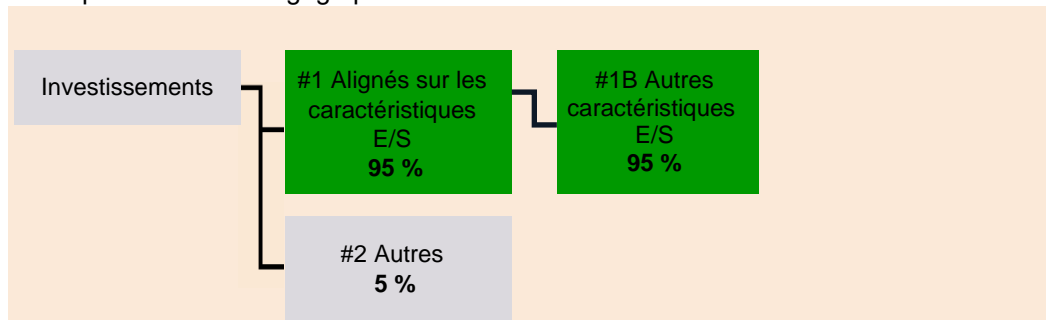 Investissements
#1 Alignés sur les
caractéristiques
E/S
95 %
#1B Autres
caractéristiques
E/S
95 %
#2 Autres
5 %